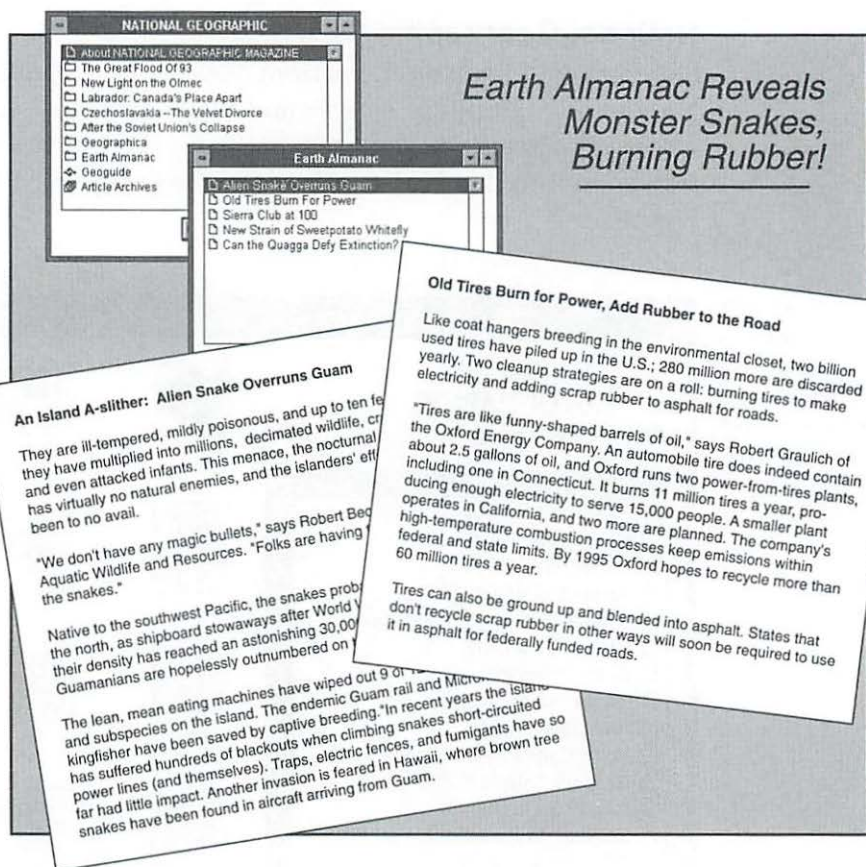 NATIONAL GEOGRAPHIC
About NATIONAL GEOGRAPHIC MAGAZINE
The Great Flood Of 93
New Light on the Olmec
Labrador: Canada's Place Apart
Czechoslavakia --The Velvet Divorce
After the Soviet Union's Collapse
Geographica
Earth Almanac
Geoguide
Article Archives
Earth Almanac
Alien Snake Overruns Guam
Old Tires Burn For Power
Sierra Club at 100
New Strain of Sweetpotato Whitefly
Can the Quagga Defy Extinction?
Earth Almanac Reveals
Monster Snakes,
Burning Rubber!
An Island A-slither: Alien Snake Overruns Guam
They are ill-tempered, mildly poisonous, and up to ten
they have multiplied into millions, decimated wildlife,
and even attacked infants. This menace, the nocturnal
has virtually no natural enemies, and the islanders'
been to no avail.
"We don't have any magic bullets," says Robert
Aquatic Wildlife and Resources. "Folks are having
the snakes."
Native to the southwest Pacific, the snakes
the north, as shipboard stowaways after World
their density has reached an astonishing
Guamanians are hopelessly outnumbered on
The lean, mean eating machines have wiped out 9 of
and subspecies on the island. The endemic Guam rail and
kingfisher have been saved by captive breeding."In recent years the island
has suffered hundreds of blackouts when climbing snakes short-circuited
power lines (and themselves). Traps, electric fences, and fumigants have so
far had little impact. Another invasion is feared in Hawaii, where brown tree
snakes have been found in aircraft arriving from Guam.
Old Tires Burn for Power, Add Rubber to the Road
Like coat hangers breeding in the environmental closet, two billion
used tires have piled up in the U.S.; 280 million more are discarded
yearly. Two cleanup strategies are on a roll: burning tires to make
electricity and adding scrap rubber to asphalt for roads.
"Tires are like funny-shaped barrels of oil," says Robert Graulich of
the Oxford Energy Company. An automobile tire does indeed contain
about 2.5 gallons of oil, and Oxford runs two power-from-tires plants,
including one in Connecticut. It burns 11 million tires a year, pro-
ducing enough electricity to serve 15,000 people. A smaller plant
operates in California, and two more are planned. The company's
high-temperature combustion processes keep emissions within
federal and state limits. By 1995 Oxford hopes to recycle more than
60 million tires a year.
Tires can also be ground up and blended into asphalt. States that
don't recycle scrap rubber in other ways will soon be required to use
it in asphalt for federally funded roads.